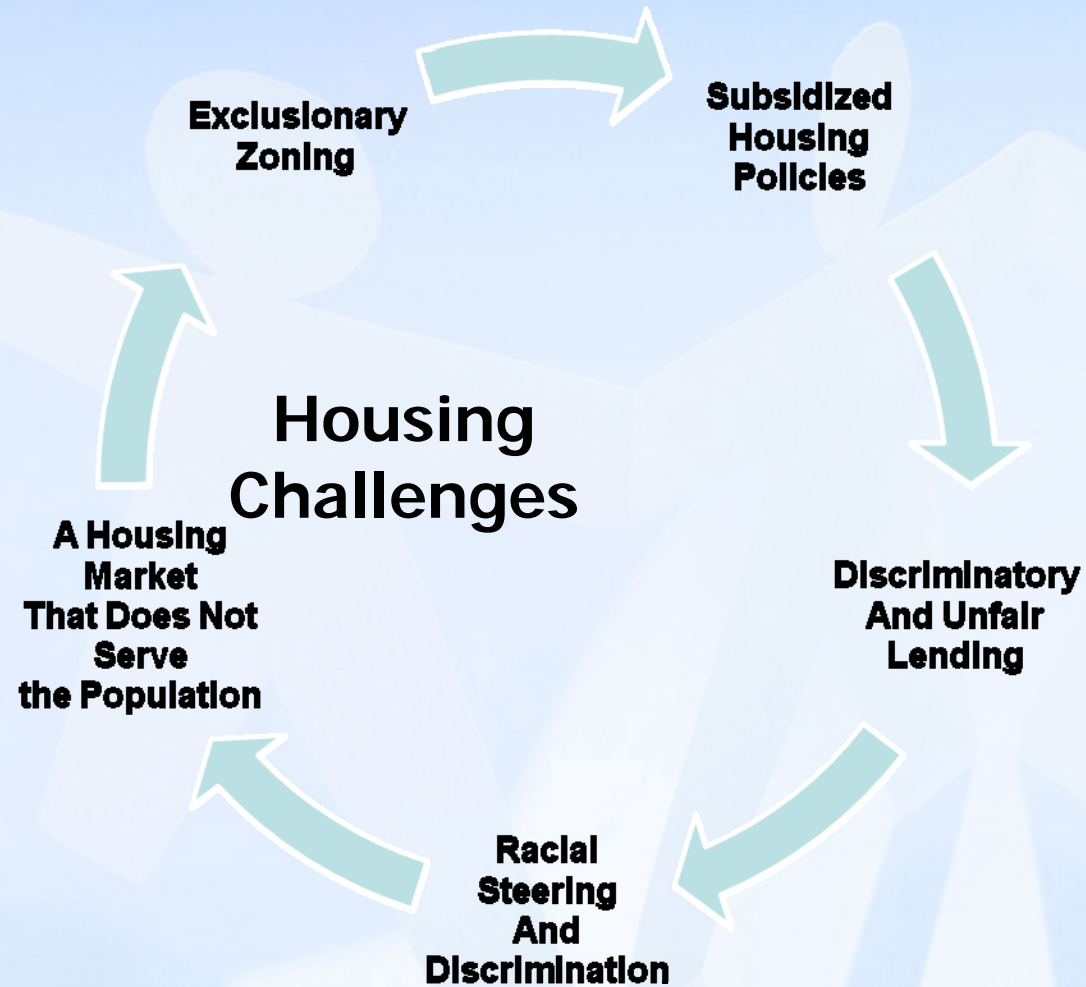 Exclusionary
Zoning
Subsidized
Housing
Policies
Housing
Challenges
A Housing
Market
That Does Not
Serve
the Population
Discriminatory
And Unfair
Lending
Racial
Steering
And
Discrimination